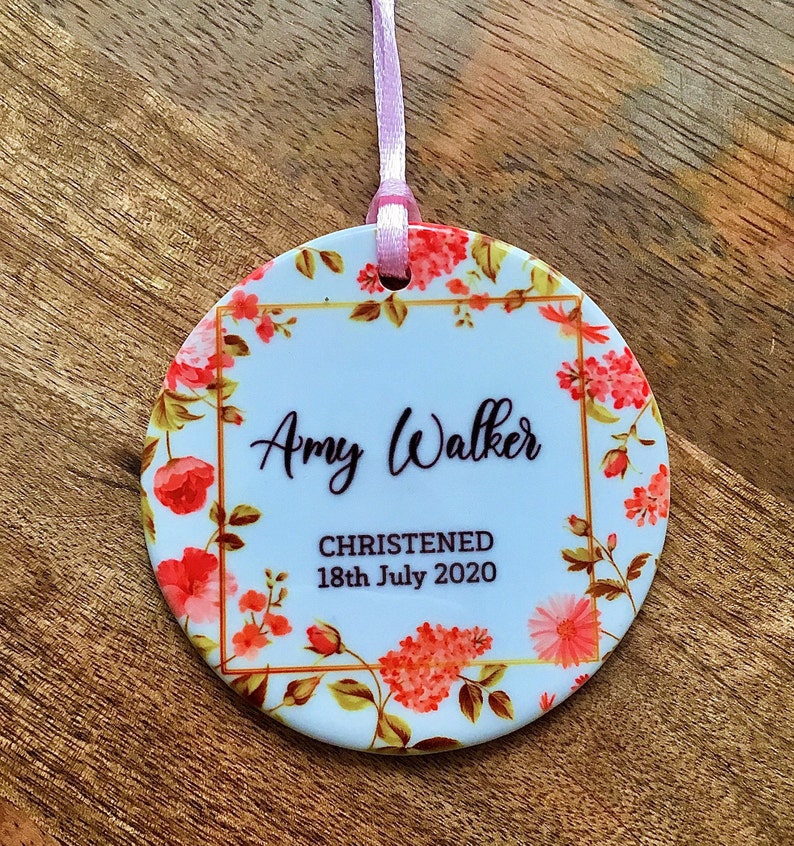 Amy Walker
CHRISTENED
18th July 2020